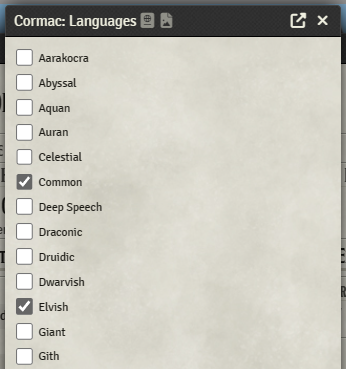 Cormac: Languages
Aarakocra
Abyssal
Aquan
Auran
Celestial
Common
Deep Speech
Draconic
Druidic
Dwarvish
Elvish
Giant
Gith